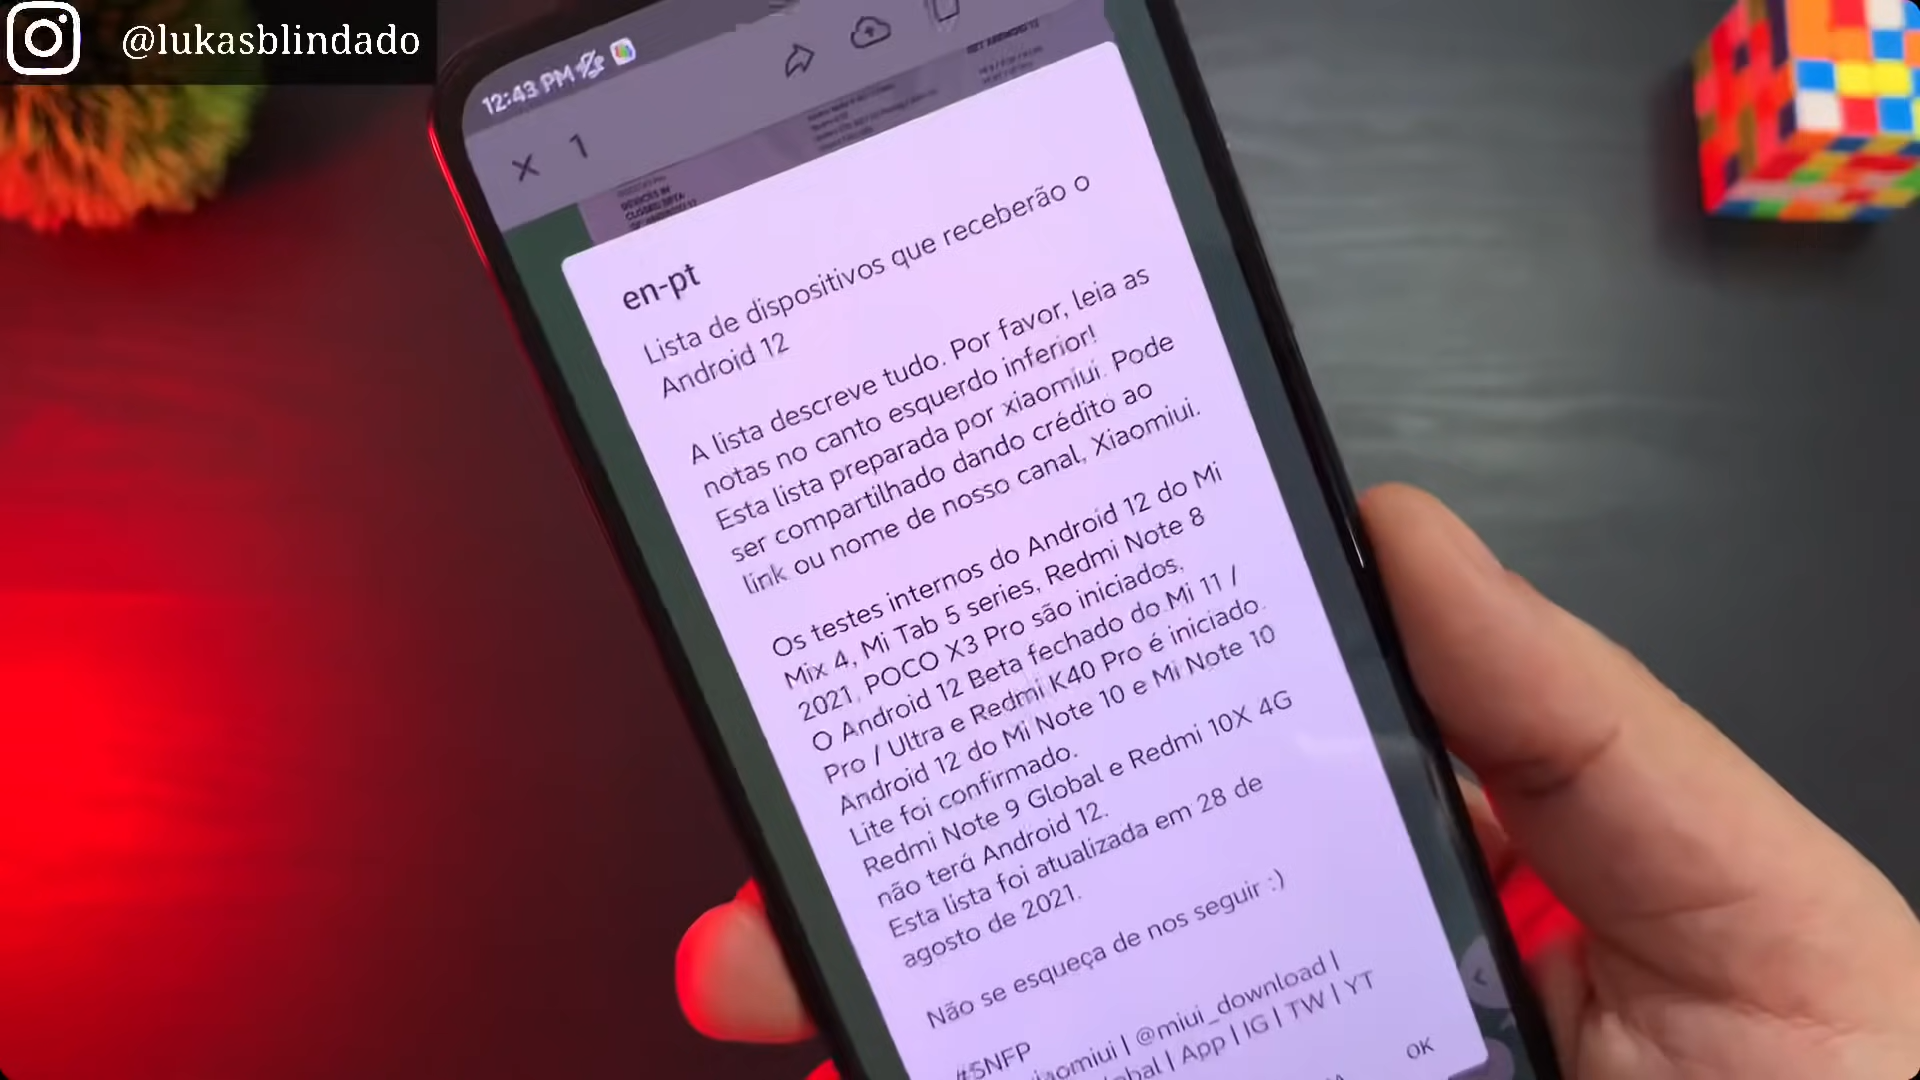 @lukasblindado
12:43 PM
1
DEVICES IN
CLOSED BETA
en-pt
Lista de dispositivos que receberão o
Android 12
A lista descreve tudo. Por favor, leia as
notas no canto esquerdo inferior!
Esta lista preparada por xiaomiui. Pode
ser compartilhado dando crédito ao
link ou nome de nosso canal, Xiaomiui.
Os testes internos do Android 12 do Mi
Mix 4, Mi Tab 5 series, Redmi Note 8
2021, POCO X3 Pro são iniciados,
O Android 12 Beta fechado do Mi 11 /
Pro / Ultra e Redmi K40 Pro é iniciado.
Android 12 do Mi Note 10 e Mi Note 10
Lite foi confirmado.
Redmi Note 9 Global e Redmi 10X 4G
não terá Android 12.
Esta lista foi atualizada em 28 de
agosto de 2021.
Não se esqueça de nos seguir :)
#SNFP
| @miui_download |
| App | IG | TW | YT
OK